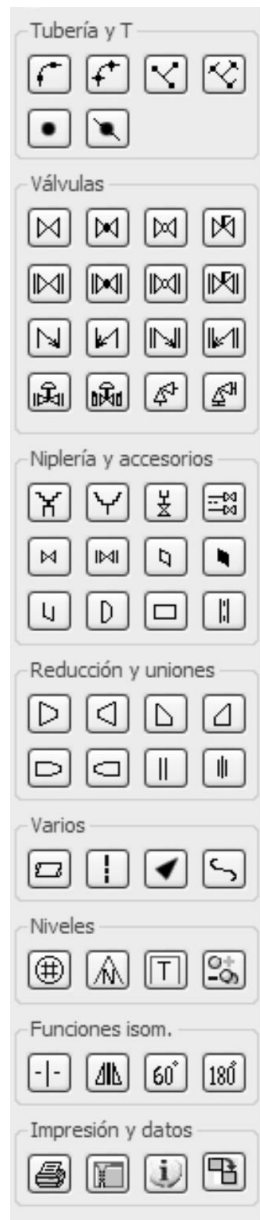 Tubería y T
Válvulas
Niplería y accesorios
Reducción y uniones
Varios
Niveles
T
Funciones isom.
60° 180°
Impresión y datos
i